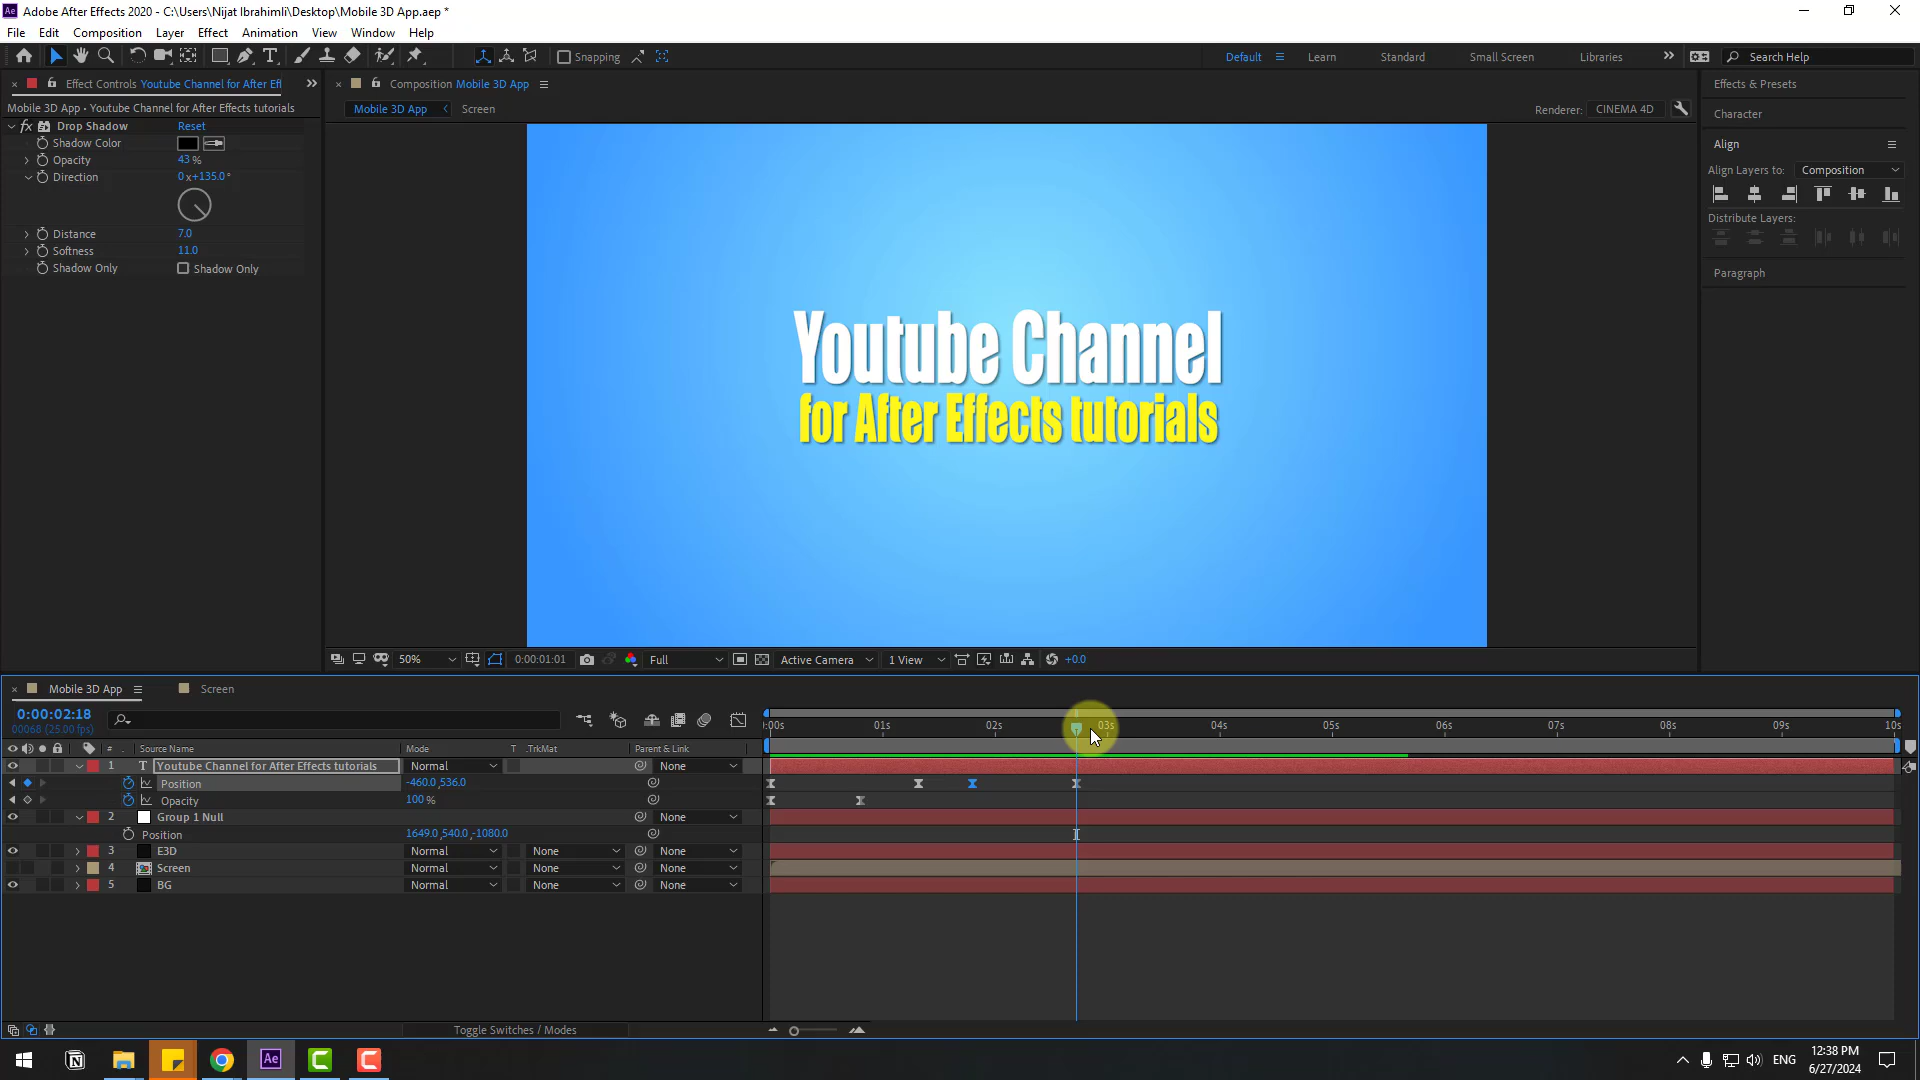 Adobe After Effects 2020 - C:\Users\Nijat Ibrahimli\Desktop\Mobile 3D App.aep *
File Edit Composition Layer Effect Animation View Window Help
Snapping Default Learn Standard Small Screen Libraries Search Help
Effect Controls Youtube Channel for After Eff
Composition Mobile 3D App
Effects & Presets
Mobile 3D App • Youtube Channel for After Effects tutorials
Mobile 3D App Screen
Renderer: CINEMA 4D
Character
fx Drop Shadow Reset
Shadow Color
Opacity 43 %
Direction 0x+135.0°
Distance 7.0
Softness 11.0
Shadow Only Shadow Only
Align
Align Layers to: Composition
Distribute Layers:
Paragraph
Youtube Channel
for After Effects tutorials
50% 0:00:01:01 Full Active Camera 1 View +0.0
Mobile 3D App Screen
0:00:02:18
00068 (25.00 fps)
:00s 01s 02s 03s 04s 05s 06s 07s 08s 09s 10s
# Source Name Mode T .TrkMat Parent & Link
1 T Youtube Channel for After Effects tutorials Normal None
Position -460.0,536.0
Opacity 100 %
2 Group 1 Null Normal None
Position 1649.0,540.0,-1080.0
3 E3D Normal None None
4 Screen Normal None None
5 BG Normal None None
Toggle Switches / Modes
Ae
ENG
12:38 PM
6/27/2024